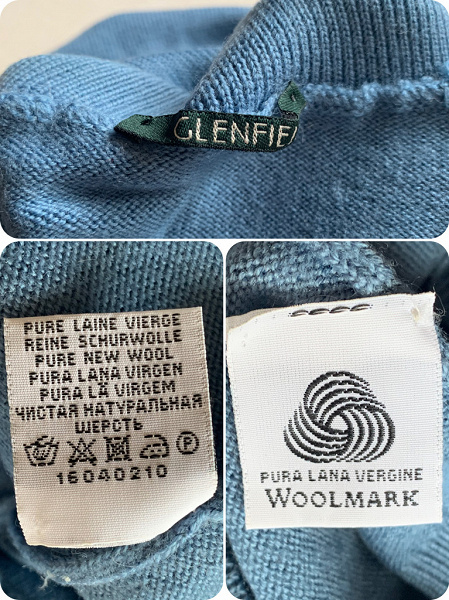 GLENFIE
PURE LAINE VIERGE
REINE SCHURWOLLE
PURE NEW WOOL
PURA LANA VIRGEN
PURA LÃ VIRGEM
ЧИСТАЯ НАТУРАЛЬНАЯ
ШЕРСТЬ
P
16040210
PURA LANA VERGINE
WOOLMARK